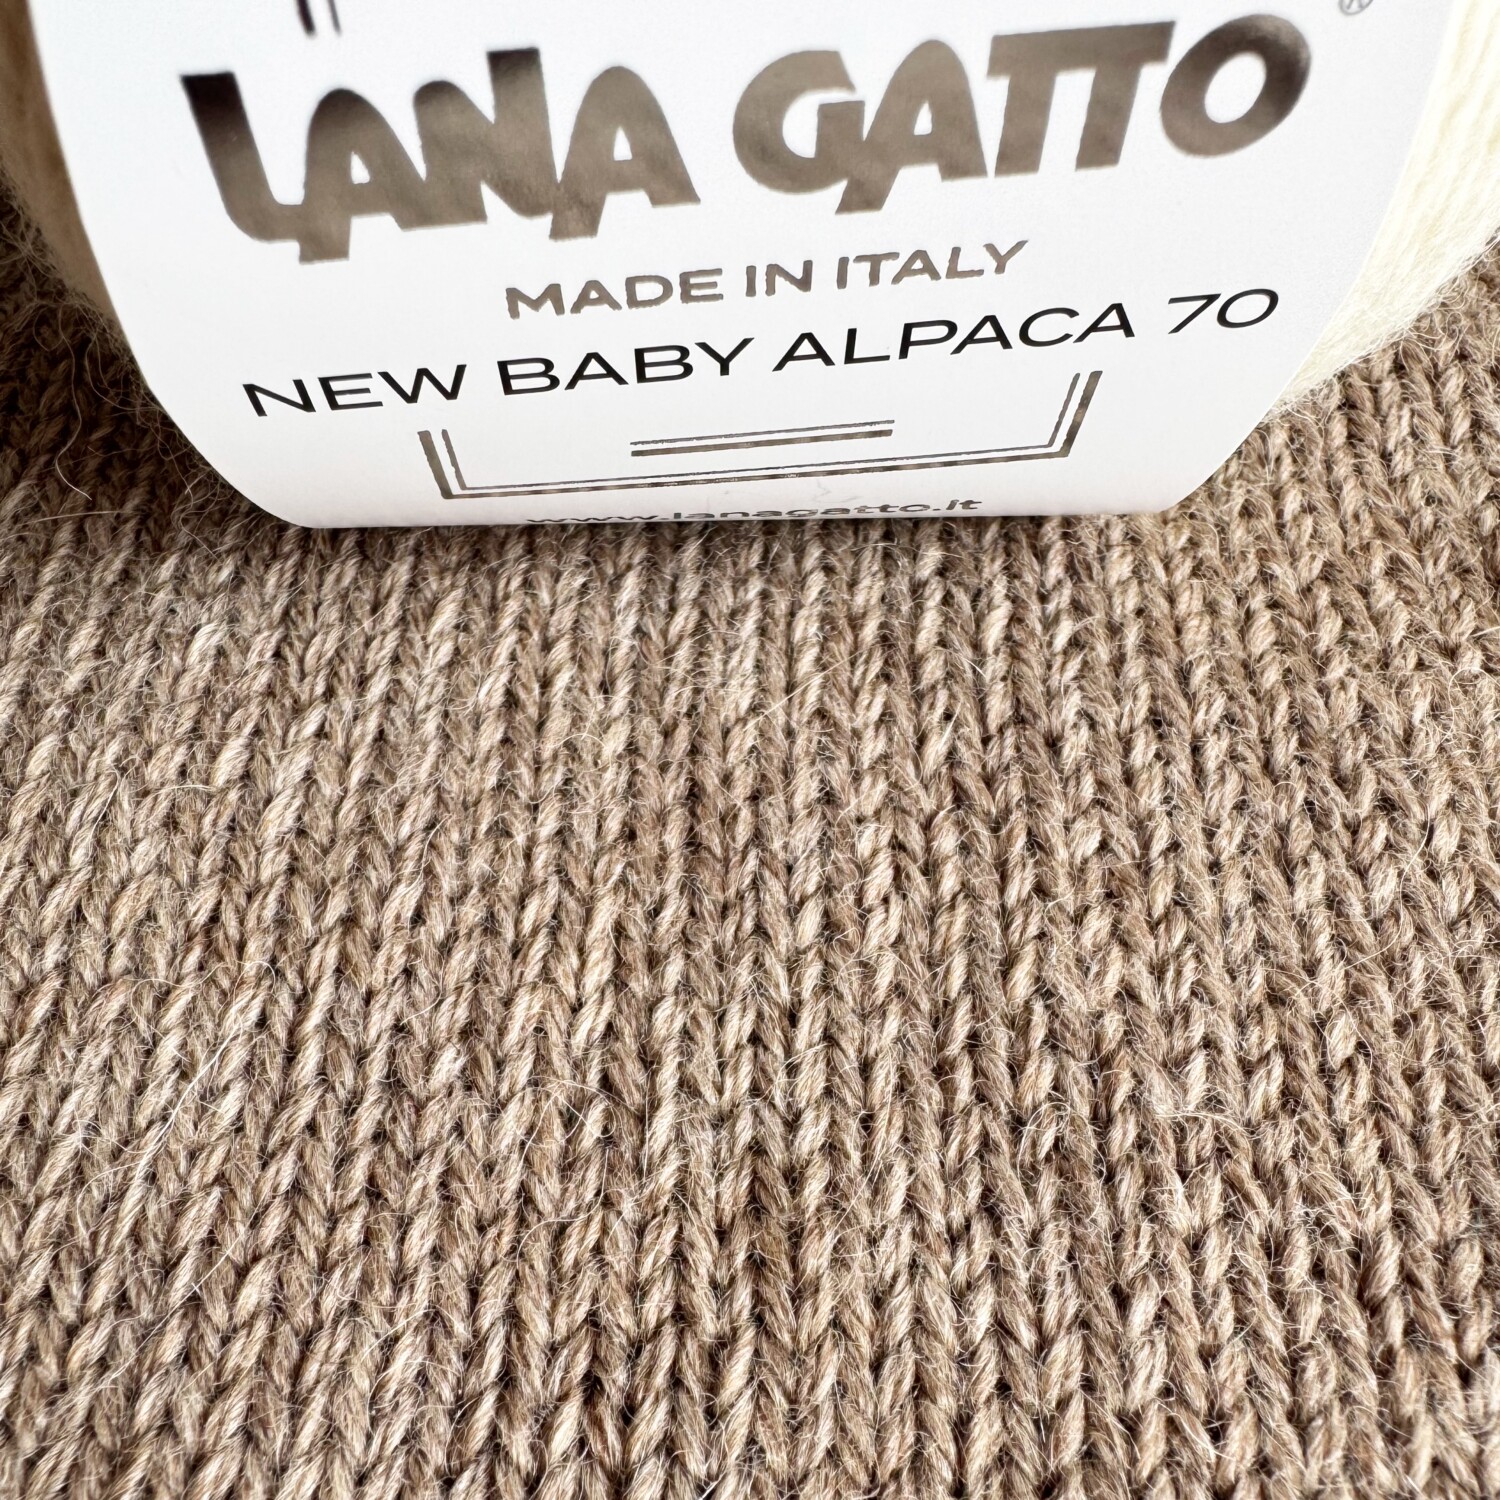 LANA GATTO®
MADE IN ITALY
NEW BABY ALPACA 70
www.lanagatto.it